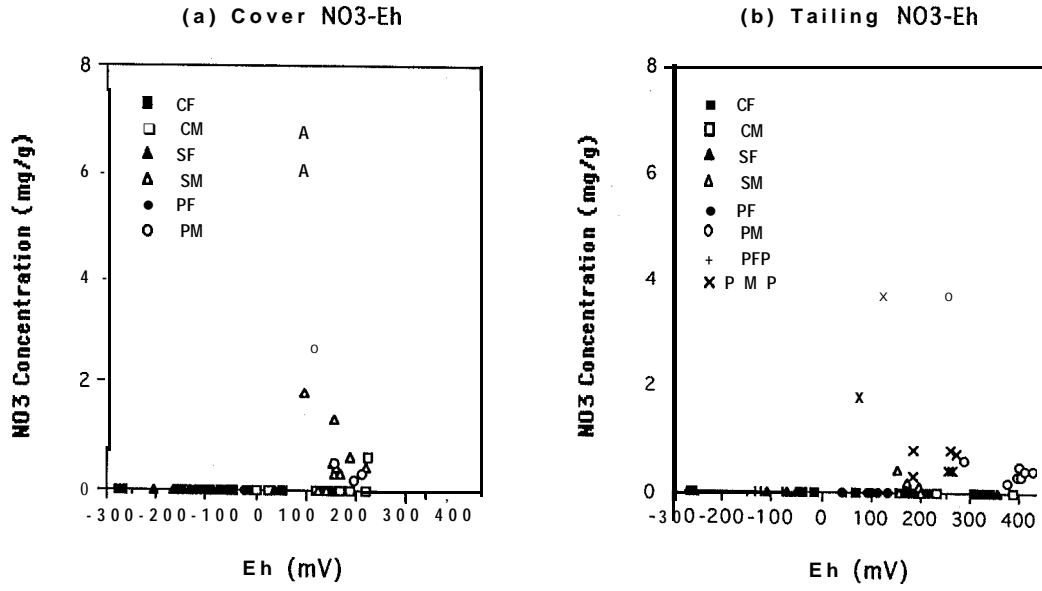 (a) Cover NO3-Eh
8
6
4
2
0
NO3 Concentration (mg/g)
CF
CM
SF
SM
PF
PM
A
A
o
-300 -200 -100 0 100 200 300 400
Eh (mV)
(b) Tailing NO3-Eh
8
6
4
2
0
NO3 Concentration (mg/g)
CF
CM
SF
SM
PF
PM
+ PFP
x P M P
x
o
x
-300 -200 -100 0 100 200 300 400
Eh (mV)